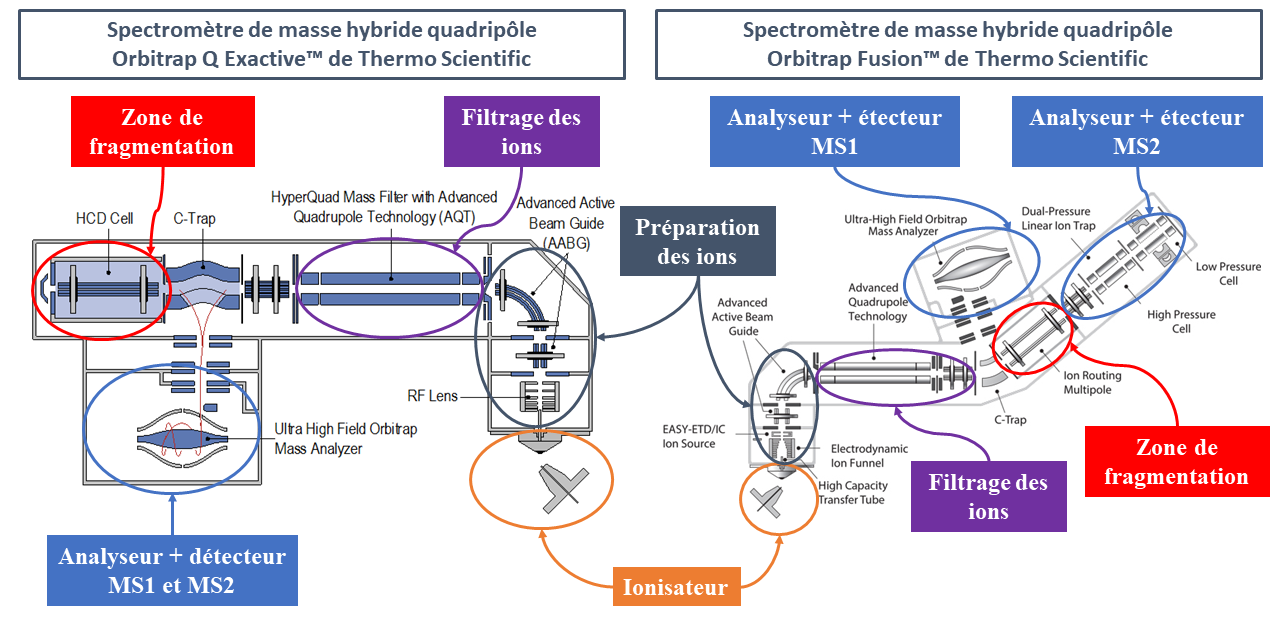 Spectromètre de masse hybride quadripôle
Orbitrap Q Exactive™ de Thermo Scientific
Spectromètre de masse hybride quadripôle
Orbitrap Fusion™ de Thermo Scientific
Zone de
fragmentation
Filtrage des
ions
Analyseur + étecteur
MS1
Analyseur + étecteur
MS2
HCD Cell
C-Trap
HyperQuad Mass Filter with Advanced
Quadrupole Technology (AQT)
Advanced Active
Beam Guide
(AABG)
Préparation
des ions
Ultra-High Field Orbitrap
Mass Analyzer
Dual-Pressure
Linear Ion Trap
Low Pressure
Cell
High Pressure
Cell
Advanced
Quadrupole
Technology
Advanced
Active Beam
Guide
Ion Routing
Multipole
C-Trap
RF Lens
EASY-ETD/IC
Ion Source
Electrodynamic
Ion Funnel
High Capacity
Transfer Tube
Ultra High Field Orbitrap
Mass Analyzer
Zone de
fragmentation
Filtrage des
ions
Analyseur + détecteur
MS1 et MS2
Ionisateur